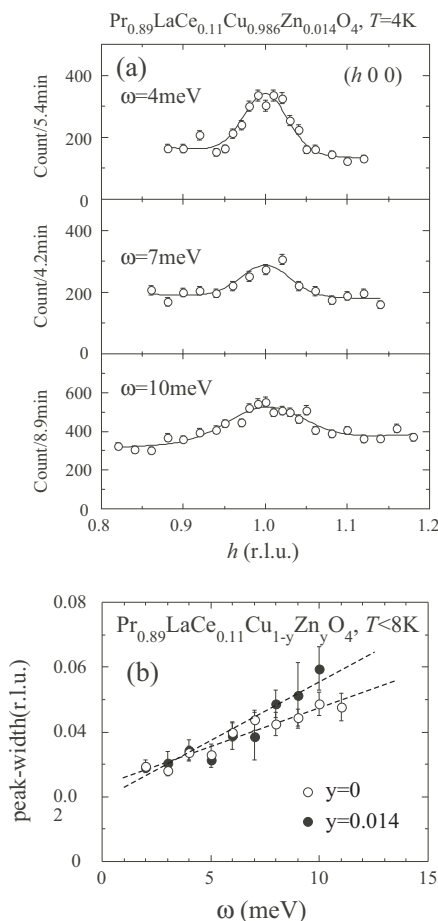 Pr0.89LaCe0.11Cu0.986Zn0.014O4, T=4K
(a)
(h 0 0)
ω=4meV
Count/5.4min
400
200
0
ω=7meV
Count/4.2min
400
200
0
ω=10meV
Count/8.9min
600
400
200
0
0.8 0.9 1.0 1.1 1.2
h (r.l.u.)
0.08
Pr0.89LaCe0.11Cu1-yZnyO4, T<8K
(b)
0.06
peak-width(r.l.u.)
0.04
0.0
2
y=0
y=0.014
0
0 5 10 15
ω (meV)